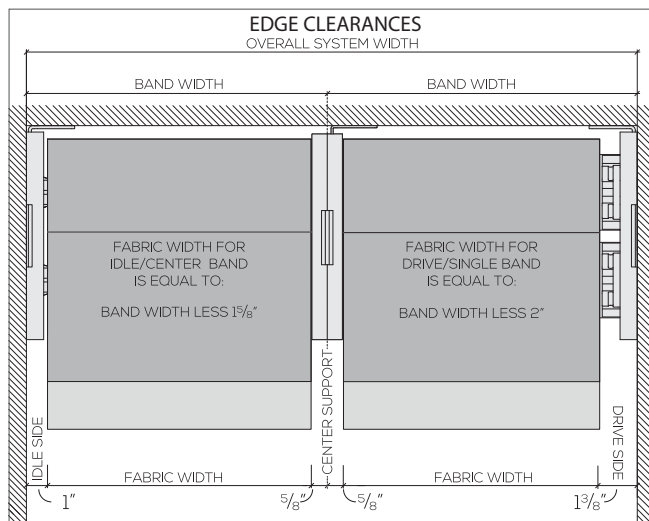 EDGE CLEARANCES
OVERALL SYSTEM WIDTH
BAND WIDTH
BAND WIDTH
FABRIC WIDTH FOR
IDLE/CENTER BAND
IS EQUAL TO:
BAND WIDTH LESS 1⅝"
FABRIC WIDTH FOR
DRIVE/SINGLE BAND
IS EQUAL TO:
BAND WIDTH LESS 2"
IDLE SIDE
CENTER SUPPORT
DRIVE SIDE
FABRIC WIDTH
FABRIC WIDTH
1"
⅝"
⅝"
1⅜"